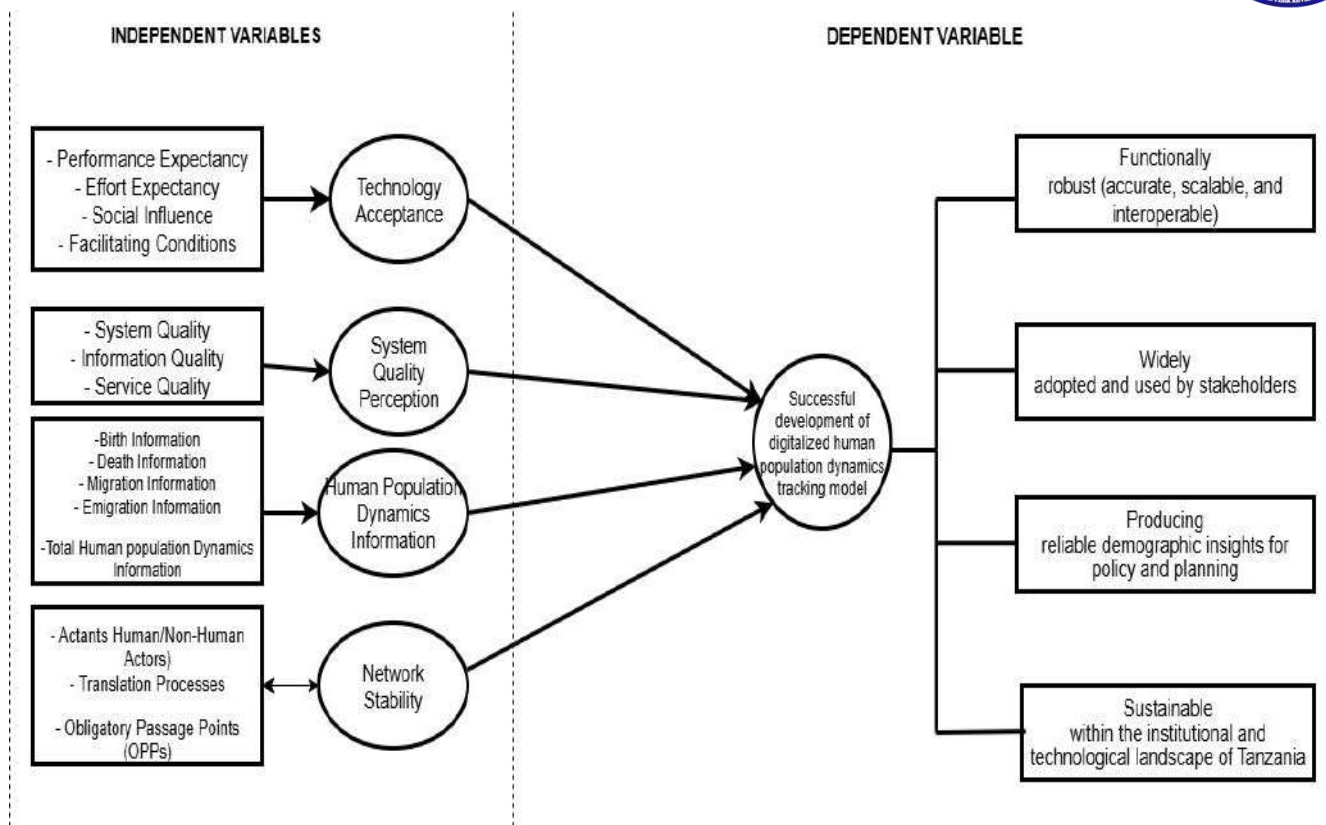 INDEPENDENT VARIABLES
DEPENDENT VARIABLE
- Performance Expectancy
- Effort Expectancy
- Social Influence
- Facilitating Conditions
Technology
Acceptance
- System Quality
- Information Quality
- Service Quality
System
Quality
Perception
-Birth Information
-Death Information
- Migration Information
- Emigration Information
-Total Human population Dynamics
Information
Human Population
Dynamics
Information
- Actants Human/Non-Human
Actors)
- Translation Processes
- Obligatory Passage Points
(OPPs)
Network
Stability
Successful
development of
digitalized human
population dynamics
tracking model
Functionally
robust (accurate, scalable, and
interoperable)
Widely
adopted and used by stakeholders
Producing
reliable demographic insights for
policy and planning
Sustainable
within the institutional and
technological landscape of Tanzania